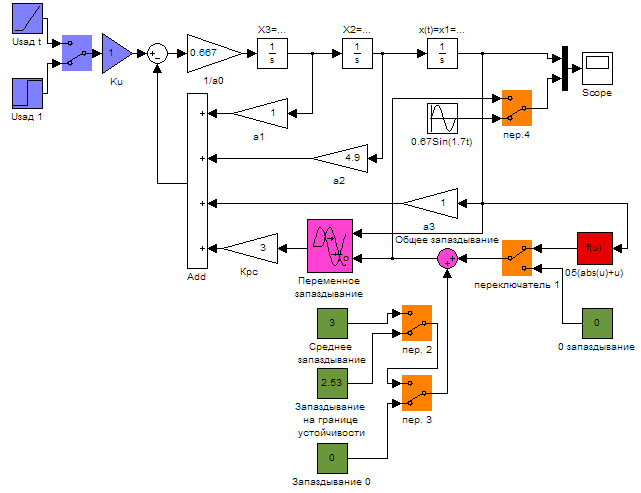 Uзад t
Uзад 1
1
Ku
0.667
1/a0
X3=...
1
s
X2=...
1
s
x(t)=x1=...
1
s
Scope
0.67Sin(1.7t)
пер.4
1
a1
4.9
a2
1
a3
Общее запаздывание
3
Kpc
Add
Переменное
запаздывание
переключатель 1
f(u)
05(abs(u)+u)
0
0 запаздывание
3
Среднее
запаздывание
пер. 2
2.53
Запаздывание
на границе
устойчивости
пер. 3
0
Запаздывание 0